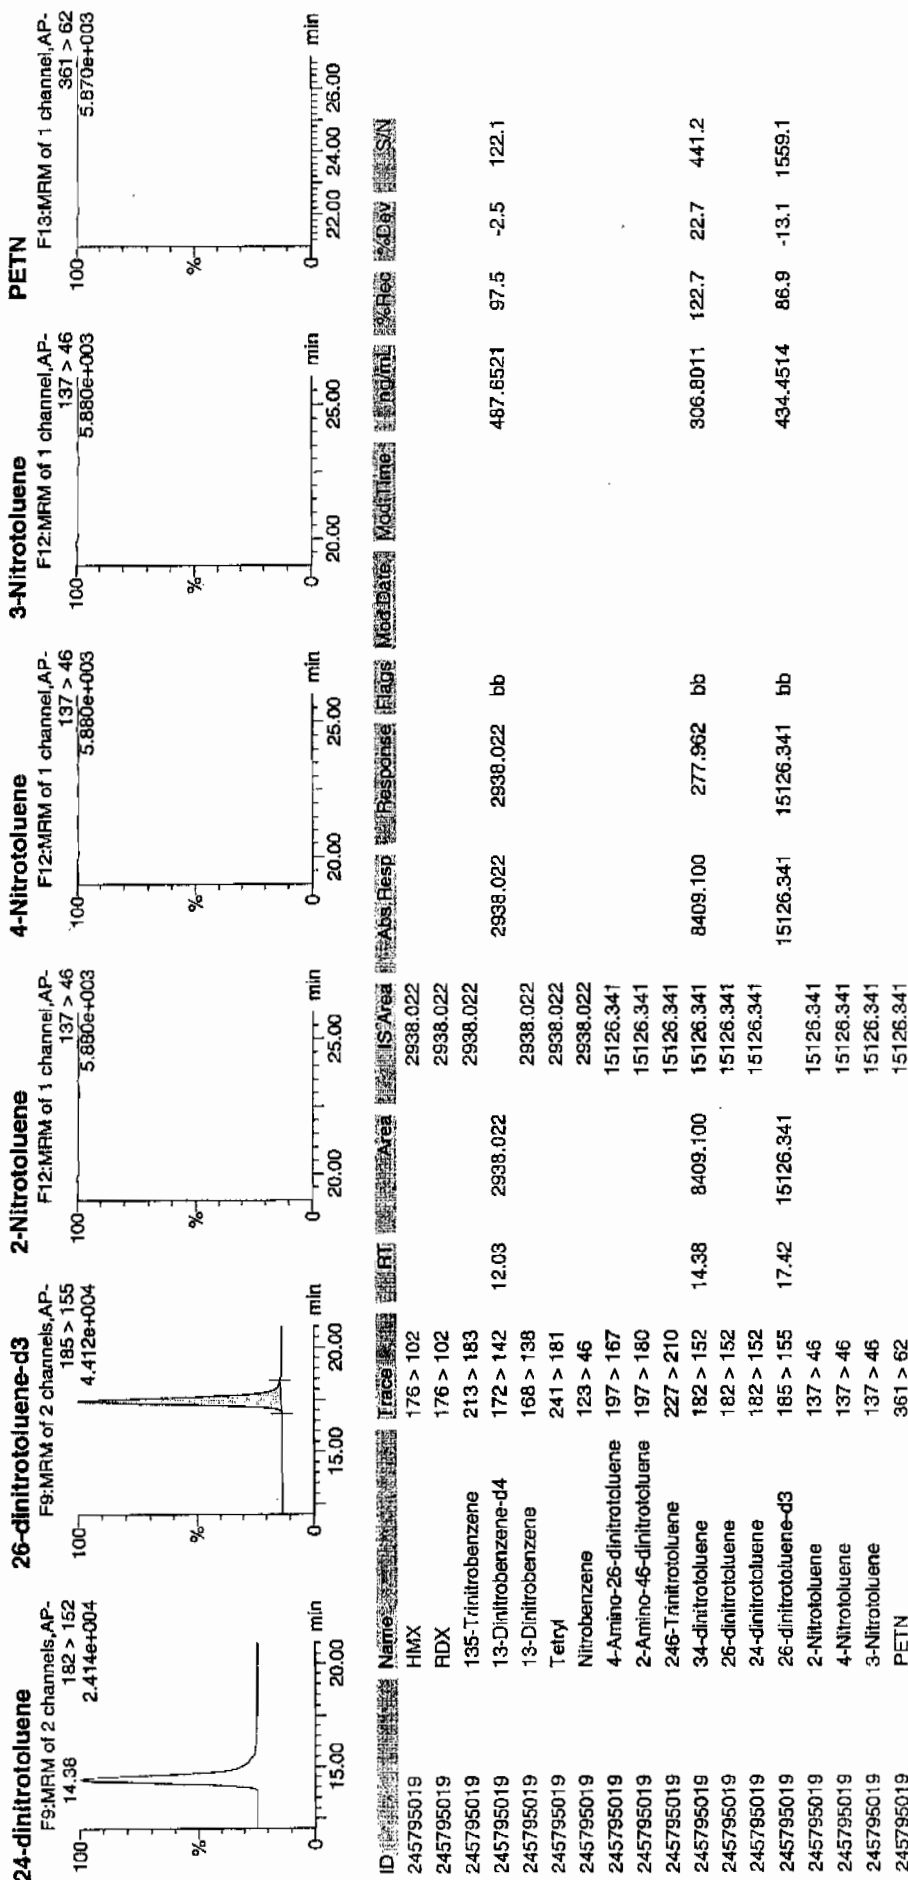 24-dinitrotoluene
F9:MRM of 2 channels,AP-
182 > 152
2.414e+004
14.38
100
%
0
15.00 20.00 min
26-dinitrotoluene-d3
F9:MRM of 2 channels,AP-
185 > 155
4.412e+004
100
%
0
15.00 20.00 min
2-Nitrotoluene
F12:MRM of 1 channel,AP-
137 > 46
5.880e+003
100
%
0
20.00 25.00 min
4-Nitrotoluene
F12:MRM of 1 channel,AP-
137 > 46
5.880e+003
100
%
0
20.00 25.00 min
3-Nitrotoluene
F12:MRM of 1 channel,AP-
137 > 46
5.880e+003
100
%
0
20.00 25.00 min
PETN
F13:MRM of 1 channel,AP-
361 > 62
5.870e+003
100
%
0
22.00 24.00 26.00 min
ID Name Trace RT Area IS Area Abs.Resp Response Flags Mod.Date Mod.Time ng/mL %Rec %Dev S/N
245795019 HMX 176 > 102 2938.022
245795019 RDX 176 > 102 2938.022
245795019 135-Trinitrobenzene 213 > 183 2938.022
245795019 13-Dinitrobenzene-d4 172 > 142 12.03 2938.022 2938.022 2938.022 bb 487.6521 97.5 -2.5 122.1
245795019 13-Dinitrobenzene 168 > 138 2938.022
245795019 Tetryl 241 > 181 2938.022
245795019 Nitrobenzene 123 > 46 2938.022
245795019 4-Amino-26-dinitrotoluene 197 > 167 15126.341
245795019 2-Amino-46-dinitrotoluene 197 > 180 15126.341
245795019 246-Trinitrotoluene 227 > 210 15126.341
245795019 34-dinitrotoluene 182 > 152 14.38 8409.100 15126.341 8409.100 277.962 bb 306.8011 122.7 22.7 441.2
245795019 26-dinitrotoluene 182 > 152 15126.341
245795019 24-dinitrotoluene 182 > 152 15126.341
245795019 26-dinitrotoluene-d3 185 > 155 17.42 15126.341 15126.341 15126.341 bb 434.4514 86.9 -13.1 1559.1
245795019 2-Nitrotoluene 137 > 46 15126.341
245795019 4-Nitrotoluene 137 > 46 15126.341
245795019 3-Nitrotoluene 137 > 46 15126.341
245795019 PETN 361 > 62 15126.341